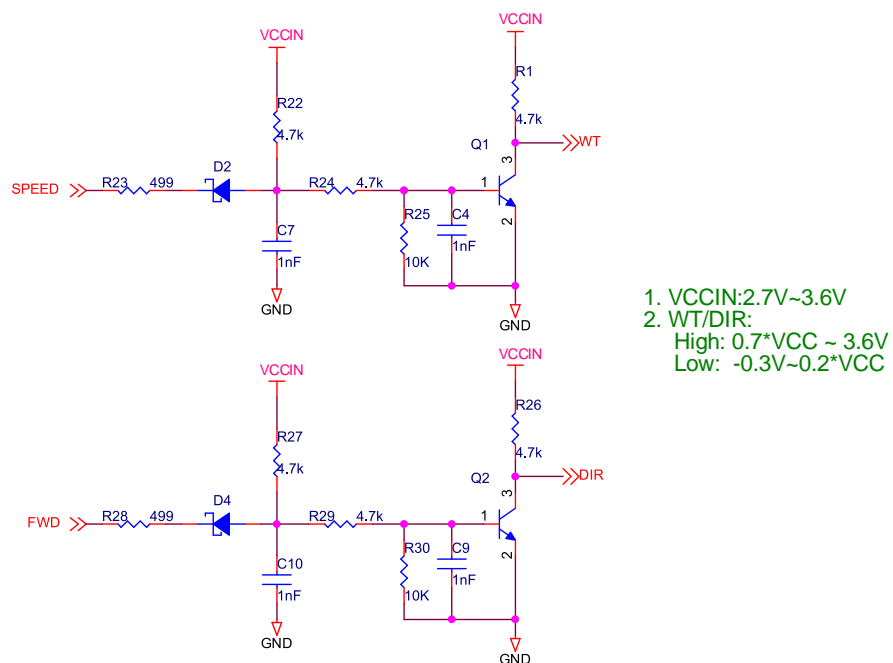 VCCIN
VCCIN
R22
4.7k
R1
4.7k
Q1
3
WT
SPEED
R23
499
D2
R24
4.7k
1
2
C7
1nF
R25
10K
C4
1nF
GND
GND
1. VCCIN:2.7V~3.6V
2. WT/DIR:
High: 0.7*VCC ~ 3.6V
Low: -0.3V~0.2*VCC
VCCIN
VCCIN
R27
4.7k
R26
4.7k
Q2
3
DIR
FWD
R28
499
D4
R29
4.7k
1
2
C10
1nF
R30
10K
C9
1nF
GND
GND